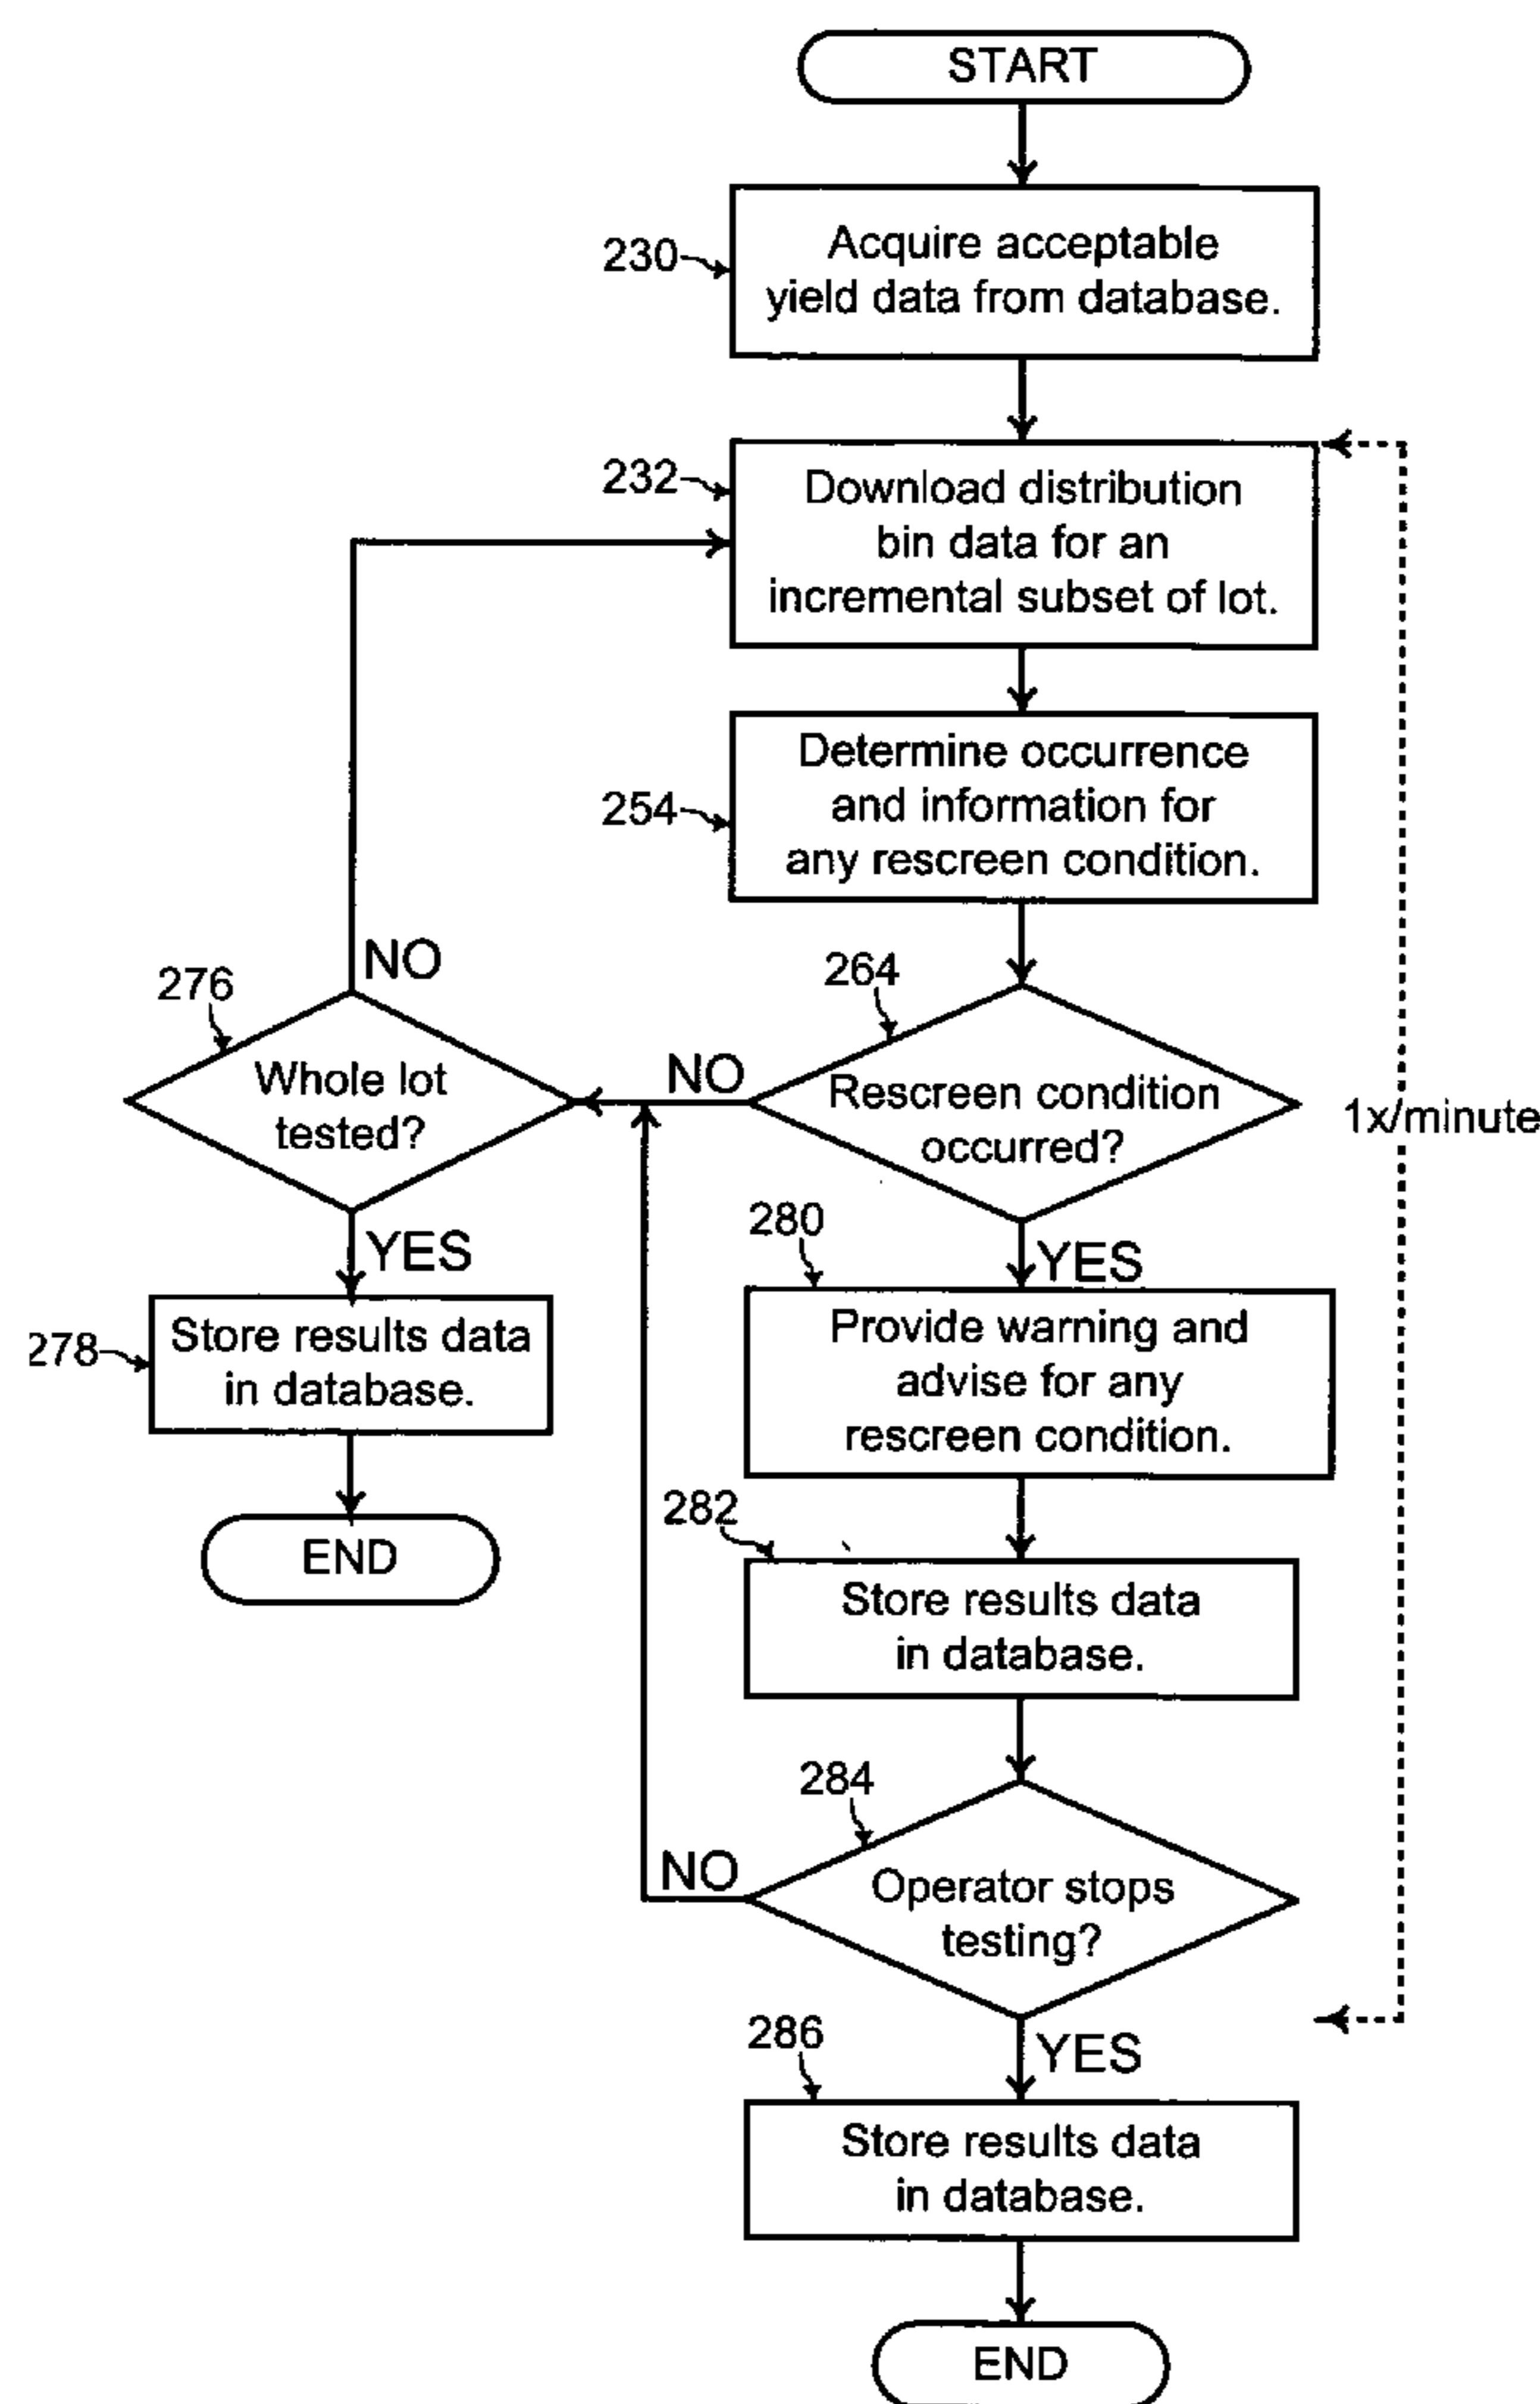 START
230
Acquire acceptable
yield data from database.
232
Download distribution
bin data for an
incremental subset of lot.
254
Determine occurrence
and information for
any rescreen condition.
NO
276
264
Whole lot
tested?
NO
Rescreen condition
occurred?
1x/minute
YES
280
YES
278
Store results data
in database.
Provide warning and
advise for any
rescreen condition.
END
282
Store results data
in database.
284
NO
Operator stops
testing?
286
YES
Store results data
in database.
END